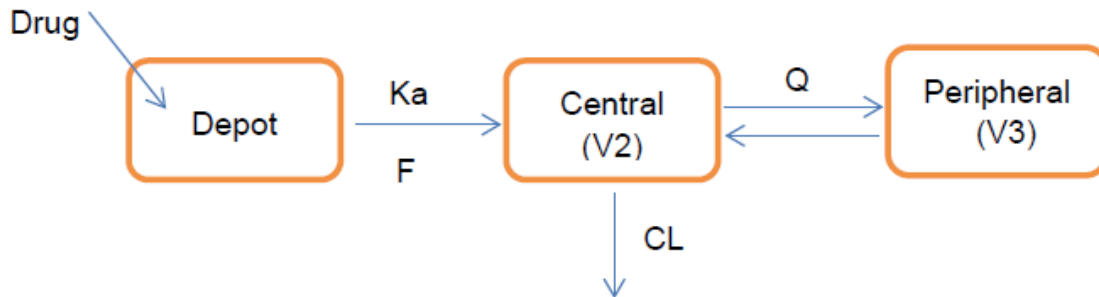 Drug
Depot
Ka
F
Central
(V2)
Q
Peripheral
(V3)
CL